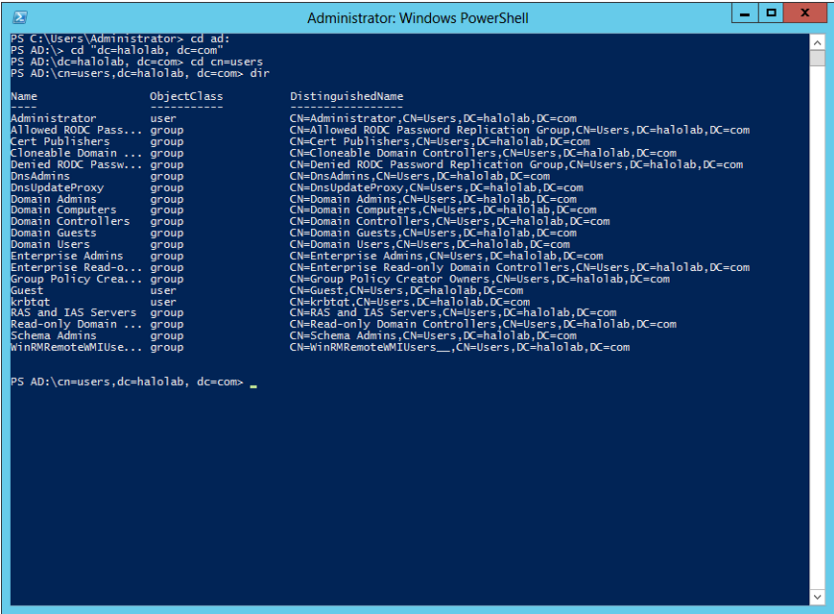 Administrator: Windows PowerShell
PS C:\Users\Administrator> cd ad:
PS AD:\> cd "dc=halolab, dc=com"
PS AD:\dc=halolab, dc=com> cd cn=users
PS AD:\cn=users,dc=halolab, dc=com> dir
Name ObjectClass DistinguishedName
---- ----------- -----------------
Administrator user CN=Administrator,CN=Users,DC=halolab,DC=com
Allowed RODC Pass... group CN=Allowed RODC Password Replication Group,CN=Users,DC=halolab,DC=com
Cert Publishers group CN=Cert Publishers,CN=Users,DC=halolab,DC=com
Cloneable Domain ... group CN=Cloneable Domain Controllers,CN=Users,DC=halolab,DC=com
Denied RODC Passw... group CN=Denied RODC Password Replication Group,CN=Users,DC=halolab,DC=com
DnsAdmins group CN=DnsAdmins,CN=Users,DC=halolab,DC=com
DnsUpdateProxy group CN=DnsUpdateProxy,CN=Users,DC=halolab,DC=com
Domain Admins group CN=Domain Admins,CN=Users,DC=halolab,DC=com
Domain Computers group CN=Domain Computers,CN=Users,DC=halolab,DC=com
Domain Controllers group CN=Domain Controllers,CN=Users,DC=halolab,DC=com
Domain Guests group CN=Domain Guests,CN=Users,DC=halolab,DC=com
Domain Users group CN=Domain Users,CN=Users,DC=halolab,DC=com
Enterprise Admins group CN=Enterprise Admins,CN=Users,DC=halolab,DC=com
Enterprise Read-o... group CN=Enterprise Read-only Domain Controllers,CN=Users,DC=halolab,DC=com
Group Policy Crea... group CN=Group Policy Creator Owners,CN=Users,DC=halolab,DC=com
Guest user CN=Guest,CN=Users,DC=halolab,DC=com
krbtgt user CN=krbtgt,CN=Users,DC=halolab,DC=com
RAS and IAS Servers group CN=RAS and IAS Servers,CN=Users,DC=halolab,DC=com
Read-only Domain ... group CN=Read-only Domain Controllers,CN=Users,DC=halolab,DC=com
Schema Admins group CN=Schema Admins,CN=Users,DC=halolab,DC=com
WinRMRemoteWMIUse... group CN=WinRMRemoteWMIUsers__,CN=Users,DC=halolab,DC=com
PS AD:\cn=users,dc=halolab, dc=com> _